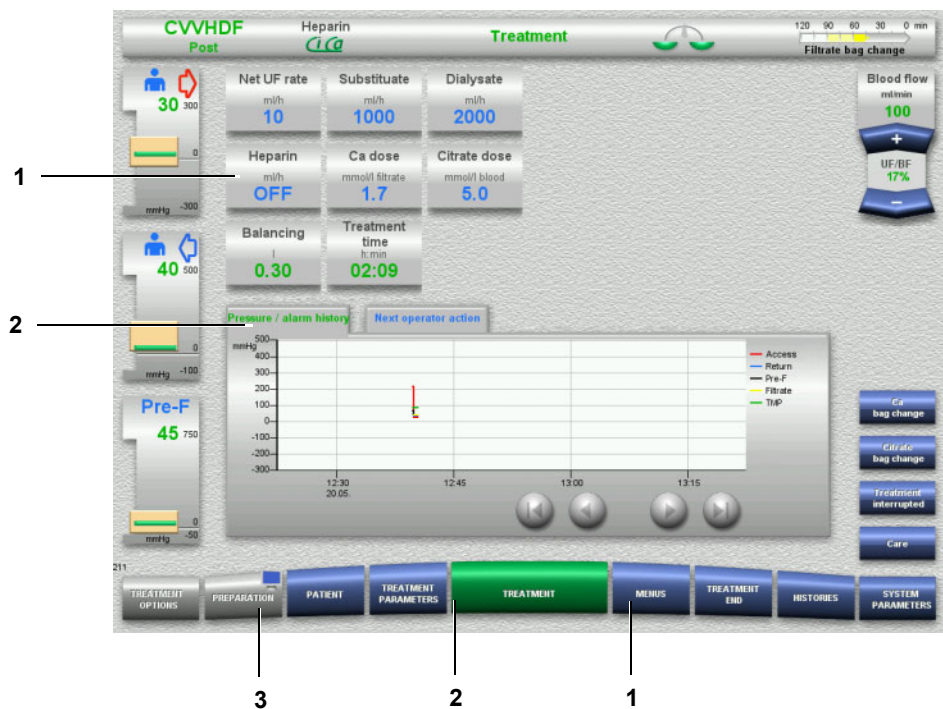 CVVHDF
Post
Heparin
CiCa
Treatment
120 90 60 30 0 min
Filtrate bag change
30
300
0
mmHg -300
40
500
0
mmHg -100
Pre-F
45
750
0
mmHg -50
Net UF rate
ml/h
10
Substituate
ml/h
1000
Dialysate
ml/h
2000
Heparin
ml/h
OFF
Ca dose
mmol/l filtrate
1.7
Citrate dose
mmol/l blood
5.0
Balancing
l
0.30
Treatment
time
h:min
02:09
Blood flow
ml/min
100
+
UF/BF
17%
−
1
2
Pressure / alarm history
Next operator action
mmHg
500
400
300
200
100
0
-100
-200
-300
12:30
20.05.
12:45
13:00
13:15
Access
Return
Pre-F
Filtrate
TMP
Ca
bag change
Citrate
bag change
Treatment
interrupted
Care
211
TREATMENT
OPTIONS
PREPARATION
PATIENT
TREATMENT
PARAMETERS
TREATMENT
MENUS
TREATMENT
END
HISTORIES
SYSTEM
PARAMETERS
3
2
1